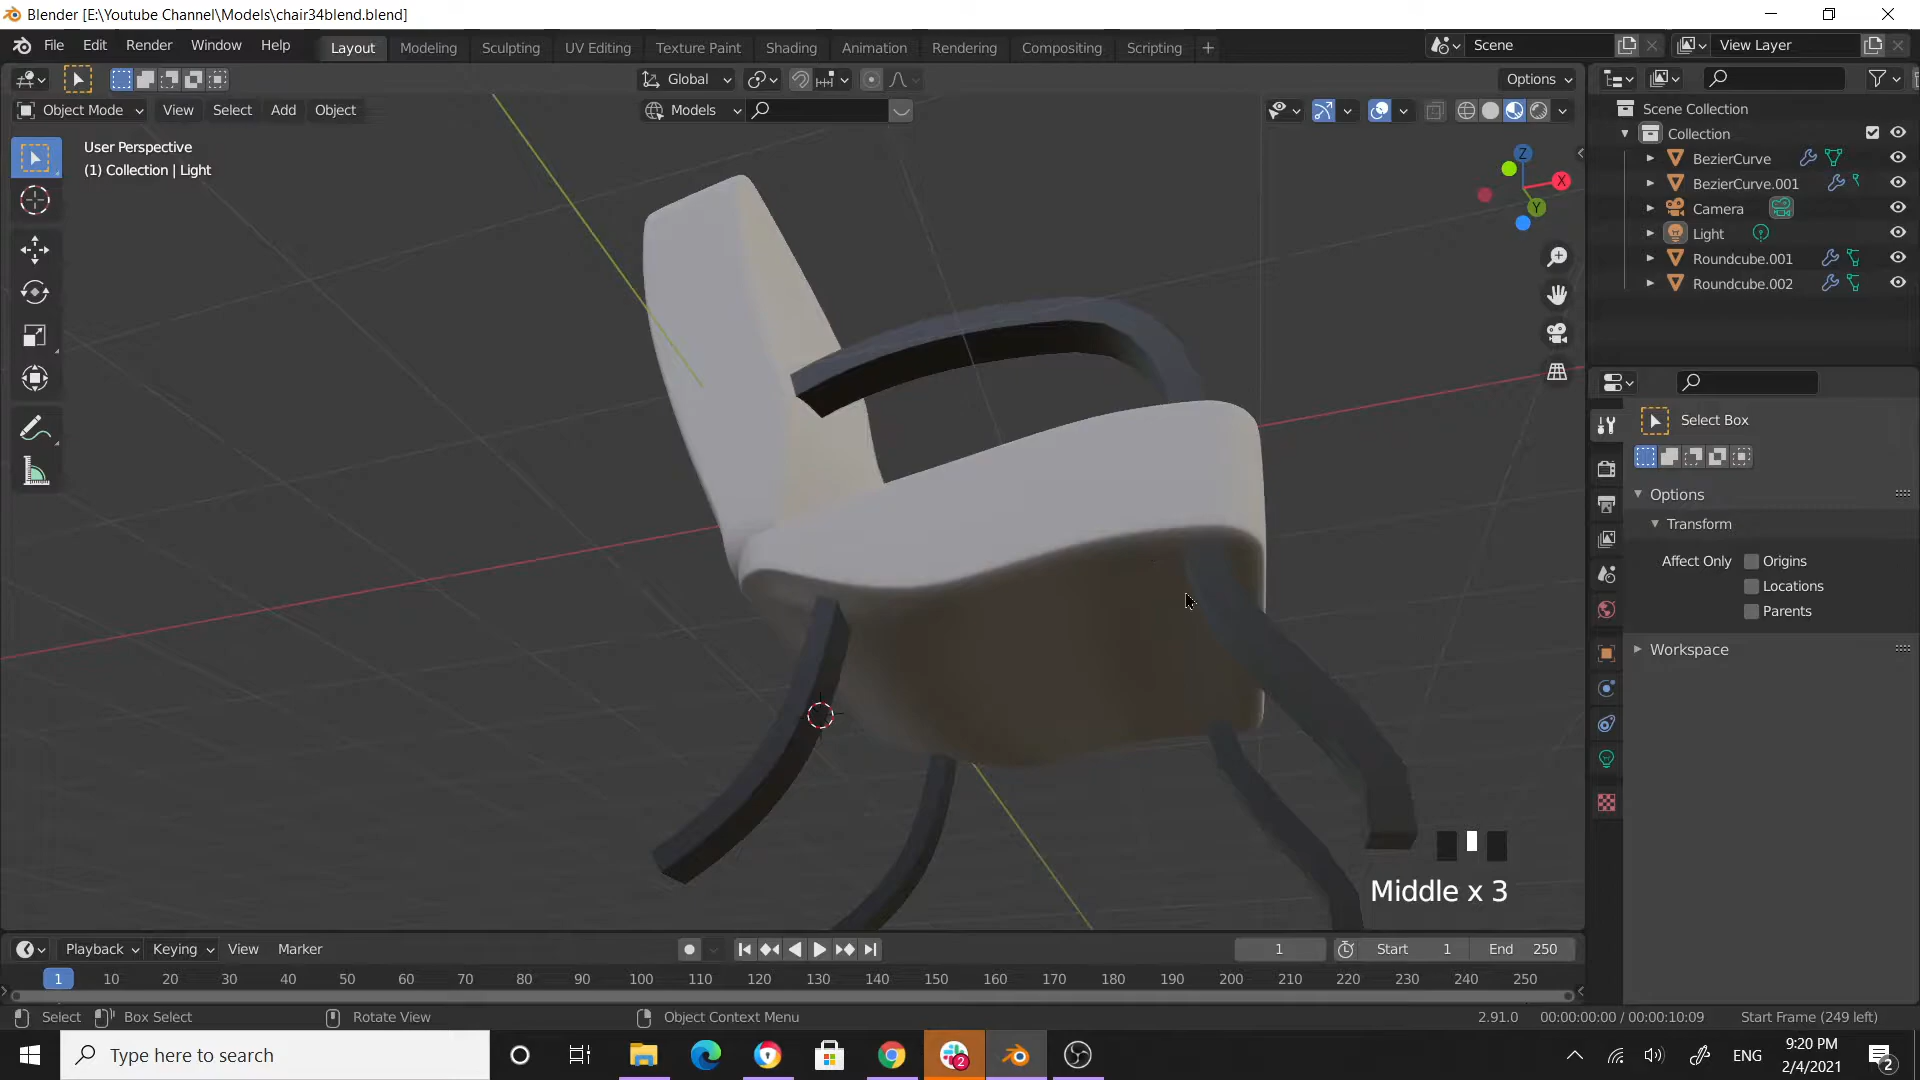 Blender [E:\Youtube Channel\Models\chair34blend.blend]
File Edit Render Window Help
Layout Modeling Sculpting UV Editing Texture Paint Shading Animation Rendering Compositing Scripting
Scene
View Layer
Global
Options
Object Mode View Select Add Object
Models
User Perspective
(1) Collection | Light
Z
X
Y
Scene Collection
Collection
BezierCurve
BezierCurve.001
Camera
Light
Roundcube.001
Roundcube.002
Select Box
Options
Transform
Affect Only Origins
Locations
Parents
Workspace
Middle x 3
Playback Keying View Marker
1 Start 1 End 250
1 10 20 30 40 50 60 70 80 90 100 110 120 130 140 150 160 170 180 190 200 210 220 230 240 250
Select Box Select Rotate View Object Context Menu
2.91.0 00:00:00:00 / 00:00:10:09 Start Frame (249 left)
Type here to search
2
ENG
9:20 PM
2/4/2021
2